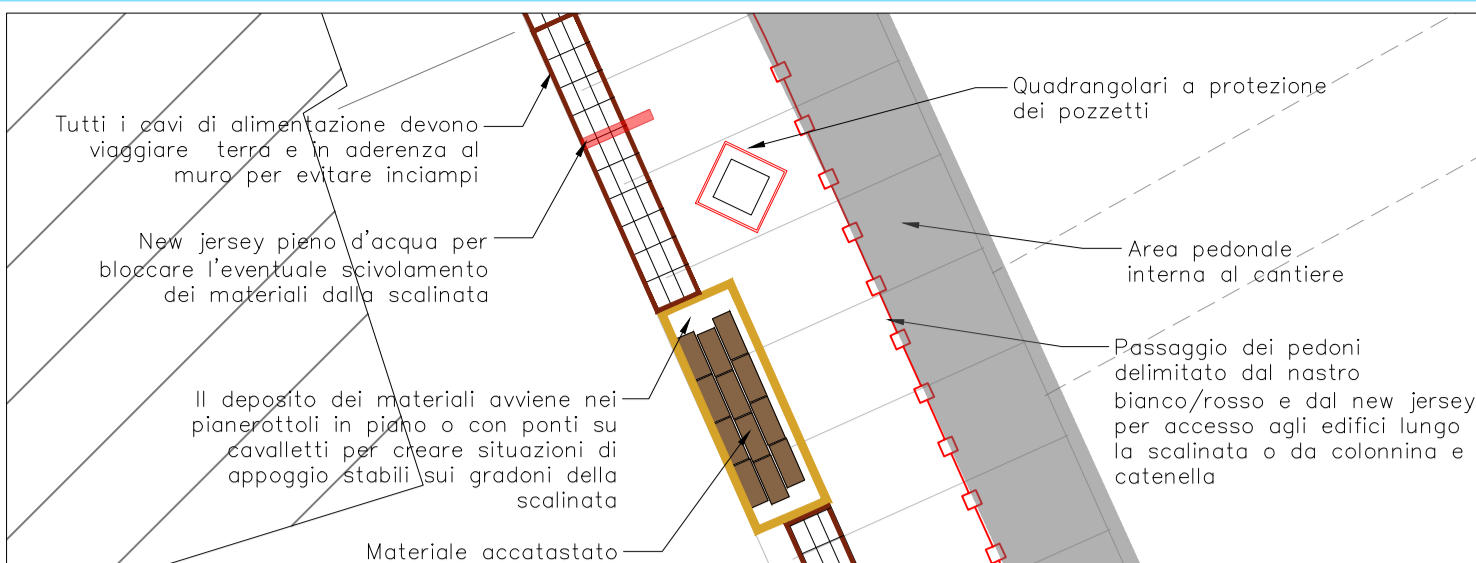 Tutti i cavi di alimentazione devono
viaggiare terra e in aderenza al
muro per evitare inciampi
New jersey pieno d'acqua per
bloccare l'eventuale scivolamento
dei materiali dalla scalinata
Il deposito dei materiali avviene nei
pianerottoli in piano o con ponti su
cavalletti per creare situazioni di
appoggio stabili sui gradoni della
scalinata
Materiale accatastato
Quadrangolari a protezione
dei pozzetti
Area pedonale
interna al cantiere
Passaggio dei pedoni
delimitato dal nastro
bianco/rosso e dal new jersey
per accesso agli edifici lungo
la scalinata o da colonnina e
catenella